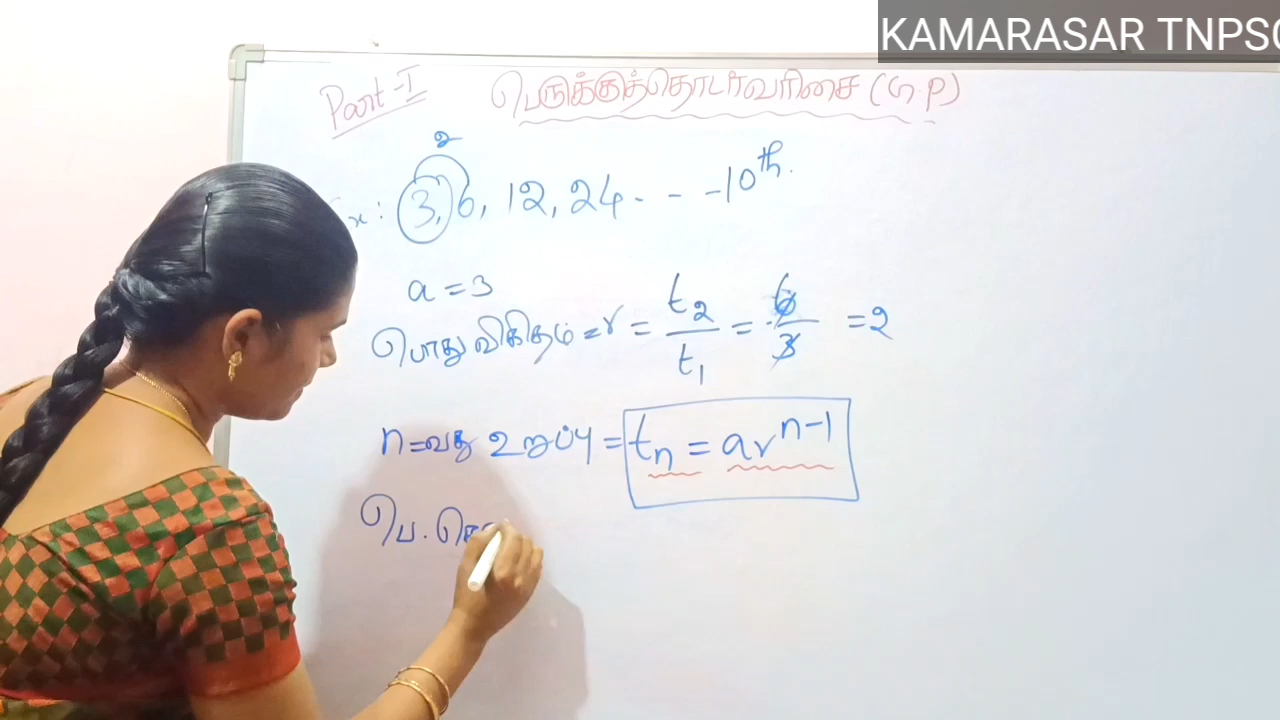 KAMARASAR TNPSC
Part-I பெருக்குத்தொடர்வரிசை (G.P)
2
3, 6, 12, 24 - - - 10th.
a = 3
பொது விகிதம் = r = t2/t1 = 6/3 = 2
n = வது உறுப்பு = tn = ar^n-1
பெ. தொ